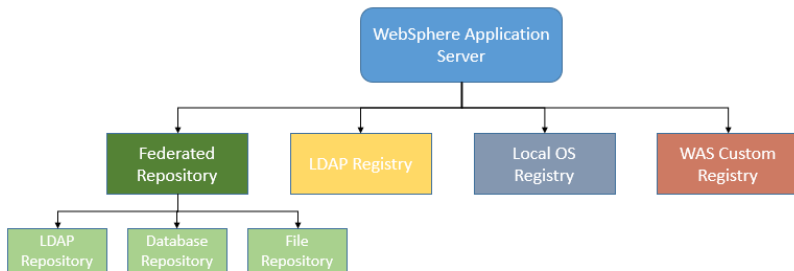 WebSphere Application
Server
Federated
Repository
LDAP Registry
Local OS
Registry
WAS Custom
Registry
LDAP
Repository
Database
Repository
File
Repository